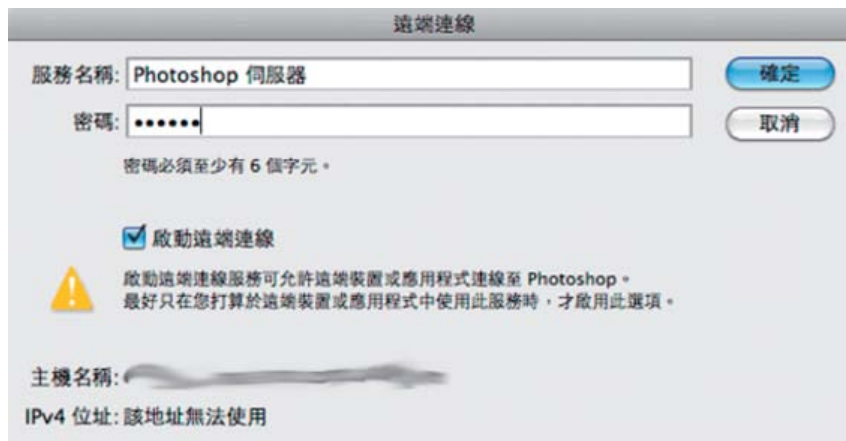 遠端連線
服務名稱: Photoshop 伺服器
確定
密碼: ••••••
取消
密碼必須至少有 6 個字元。
啟動遠端連線
啟動遠端連線服務可允許遠端裝置或應用程式連線至 Photoshop。
最好只在您打算於遠端裝置或應用程式中使用此服務時，才啟用此選項。
主機名稱:
IPv4 位址: 該地址無法使用